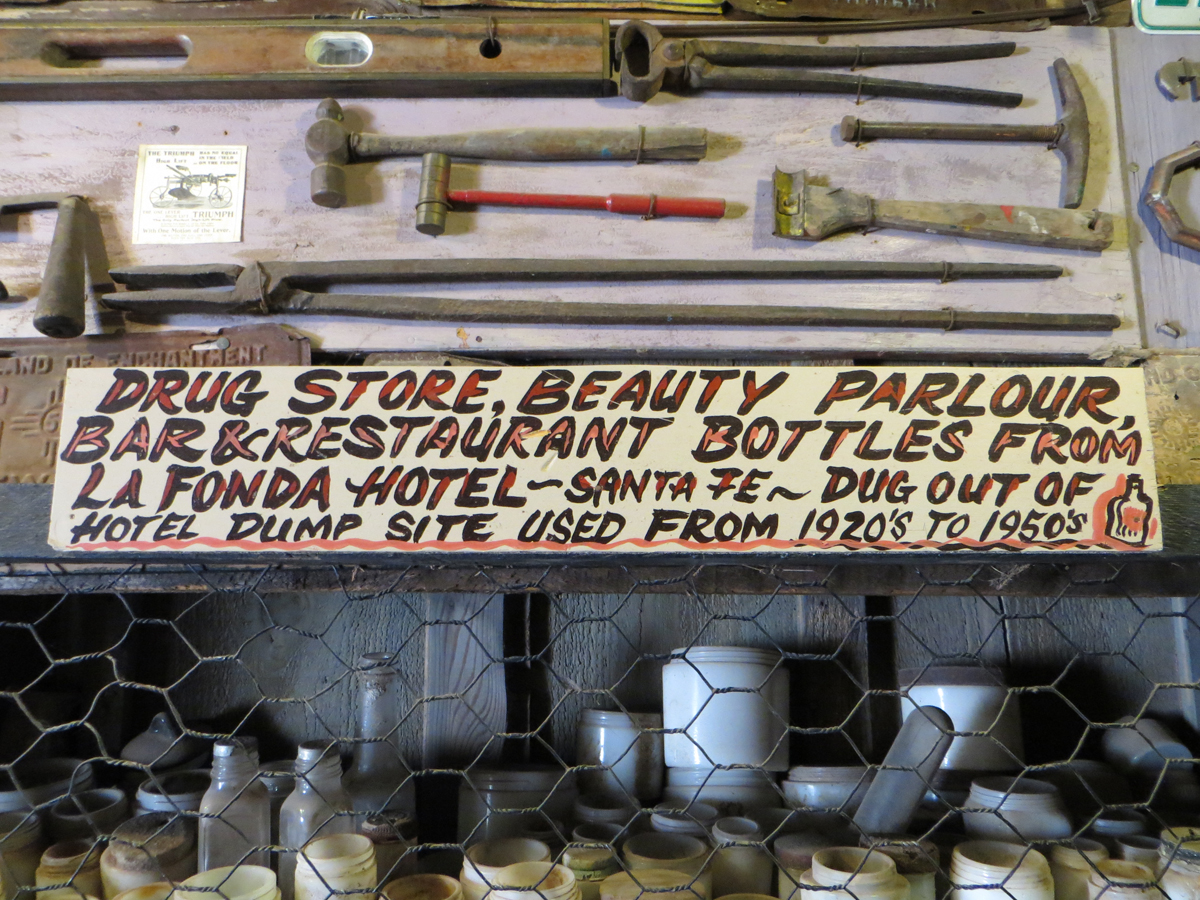 THE TRIUMPH
TRIUMPH
LAND OF ENCHANTMENT
DRUG STORE, BEAUTY PARLOUR,
BAR & RESTAURANT BOTTLES FROM
LA FONDA HOTEL ~ SANTA FE ~ DUG OUT OF
HOTEL DUMP SITE USED FROM 1920'S TO 1950'S